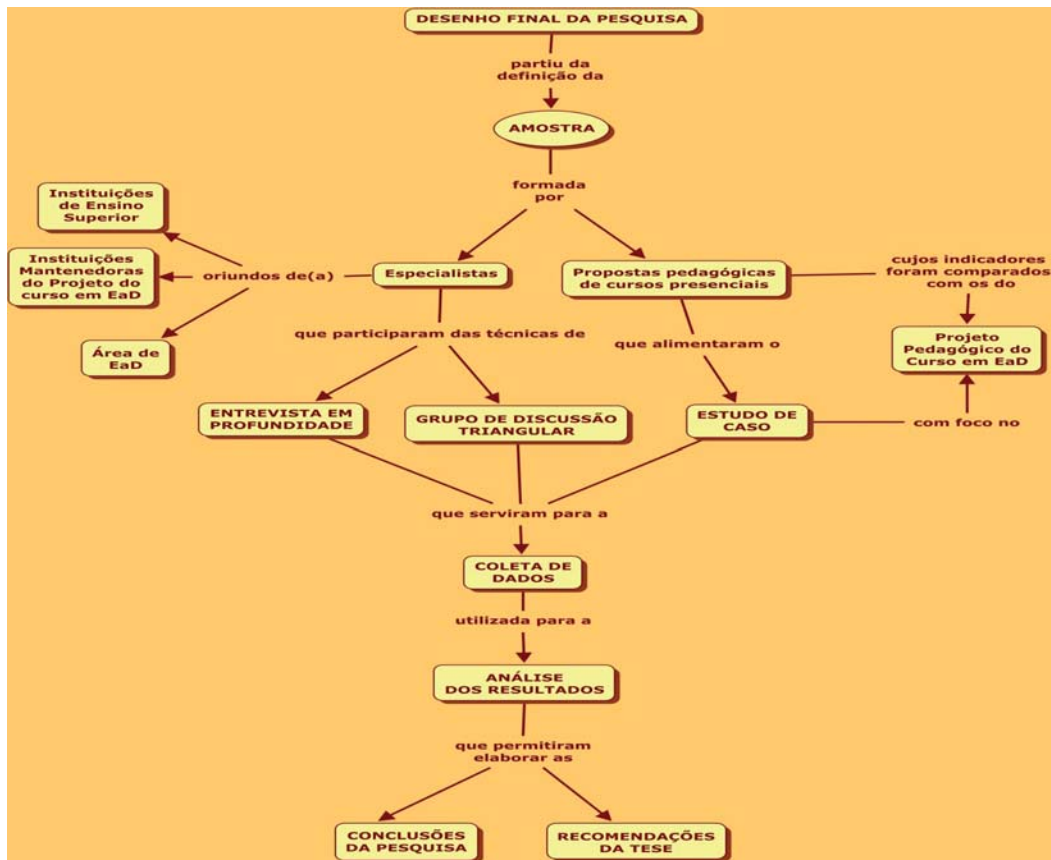 DESENHO FINAL DA PESQUISA
partiu da
definição da
AMOSTRA
formada
por
Instituições
de Ensino
Superior
Instituições
Mantenedoras
do Projeto do
curso em EaD
oriundos de(a)
Especialistas
Propostas pedagógicas
de cursos presenciais
cujos indicadores
foram comparados
com os do
Área de
EaD
que participaram das técnicas de
que alimentaram o
Projeto
Pedagógico do
Curso em EaD
ENTREVISTA EM
PROFUNDIDADE
GRUPO DE DISCUSSÃO
TRIANGULAR
ESTUDO DE
CASO
com foco no
que serviram para a
COLETA DE
DADOS
utilizada para a
ANÁLISE
DOS RESULTADOS
que permitiram
elaborar as
CONCLUSÕES
DA PESQUISA
RECOMENDAÇÕES
DA TESE